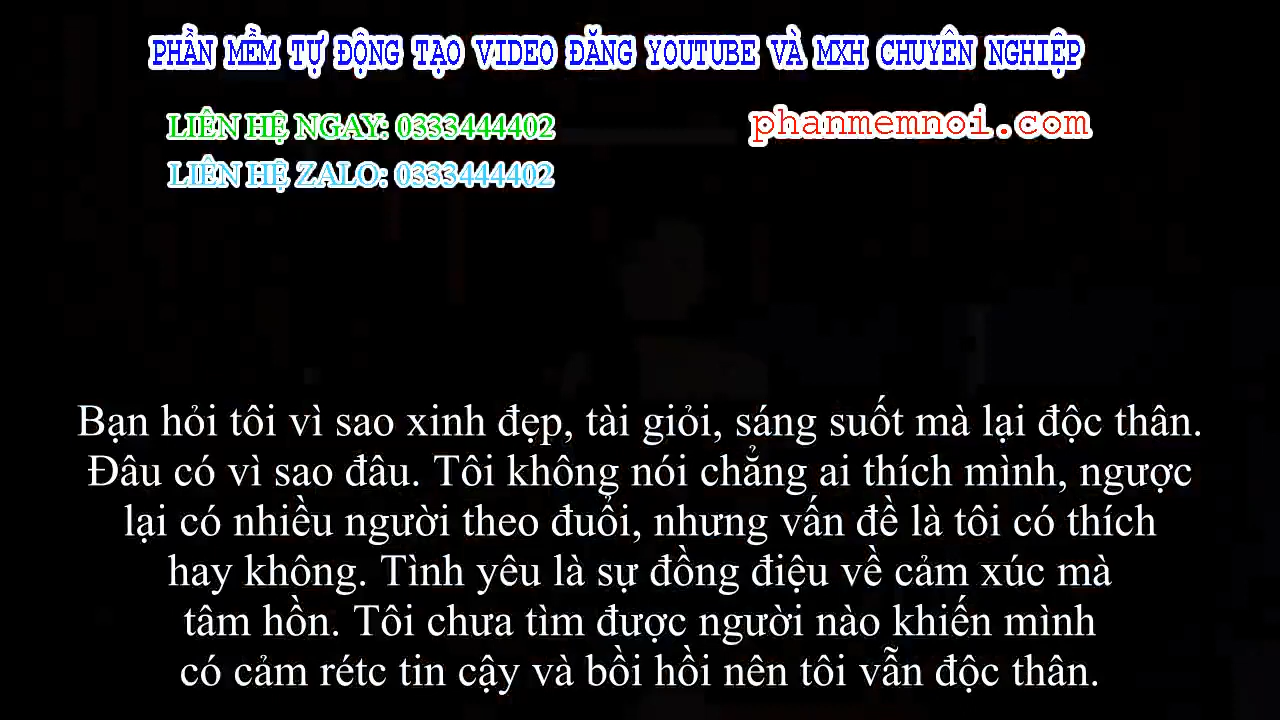 PHẦN MỀM TỰ ĐỘNG TẠO VIDEO ĐĂNG YOUTUBE VÀ MXH CHUYÊN NGHIỆP
LIÊN HỆ NGAY: 0333444402
phanmemnoi.com
LIÊN HỆ ZALO: 0333444402
Bạn hỏi tôi vì sao xinh đẹp, tài giỏi, sáng suốt mà lại độc thân.
Đâu có vì sao đâu. Tôi không nói chẳng ai thích mình, ngược
lại có nhiều người theo đuổi, nhưng vấn đề là tôi có thích
hay không. Tình yêu là sự đồng điệu về cảm xúc mà
tâm hồn. Tôi chưa tìm được người nào khiến mình
có cảm rétc tin cậy và bồi hồi nên tôi vẫn độc thân.